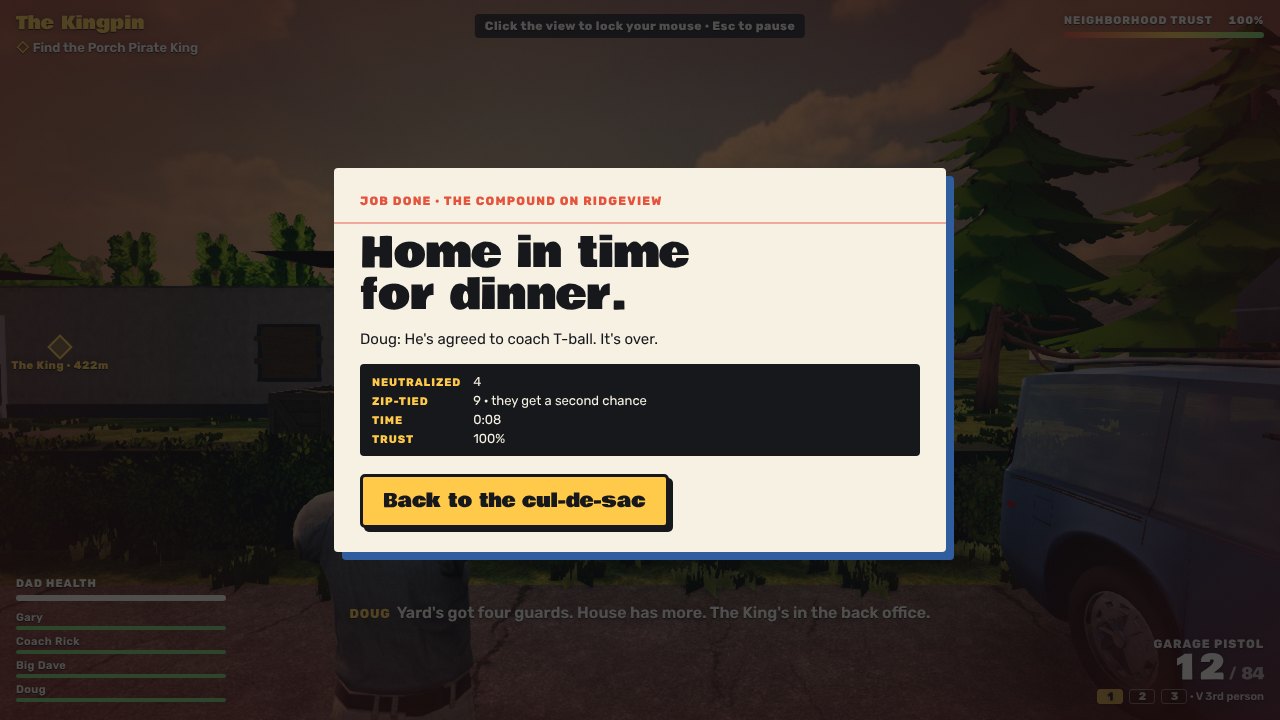 The Kingpin
Find the Porch Pirate King
Click the view to lock your mouse · Esc to pause
NEIGHBORHOOD TRUST 100%
JOB DONE · THE COMPOUND ON RIDGEVIEW
Home in time
for dinner.
Doug: He's agreed to coach T-ball. It's over.
NEUTRALIZED 4
ZIP-TIED 9 · they get a second chance
TIME 0:08
TRUST 100%
Back to the cul-de-sac
The King · 422m
DAD HEALTH
Gary
Coach Rick
Big Dave
Doug
DOUG Yard's got four guards. House has more. The King's in the back office.
GARAGE PISTOL
12 / 84
1 2 3 · V 3rd person